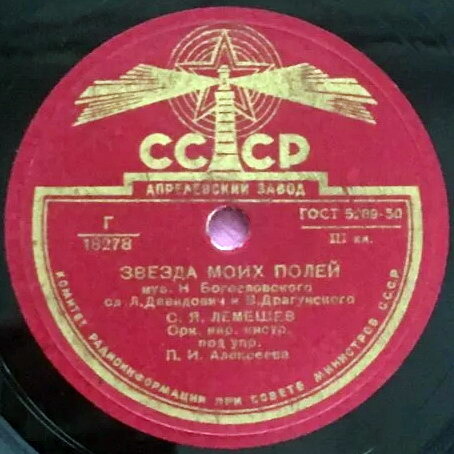 СССР
АПРЕЛЕВСКИЙ ЗАВОД
Г
18278
ГОСТ 5289-50
III кл.
ЗВЕЗДА МОИХ ПОЛЕЙ
муз. Н. Богословского
сл. Л. Давидович и В. Драгунского
С. Я. ЛЕМЕШЕВ
Орк. нар. инстр.
под упр.
П. И. Алексеева
КОМИТЕТ РАДИОИНФОРМАЦИИ ПРИ СОВЕТЕ МИНИСТРОВ СССР